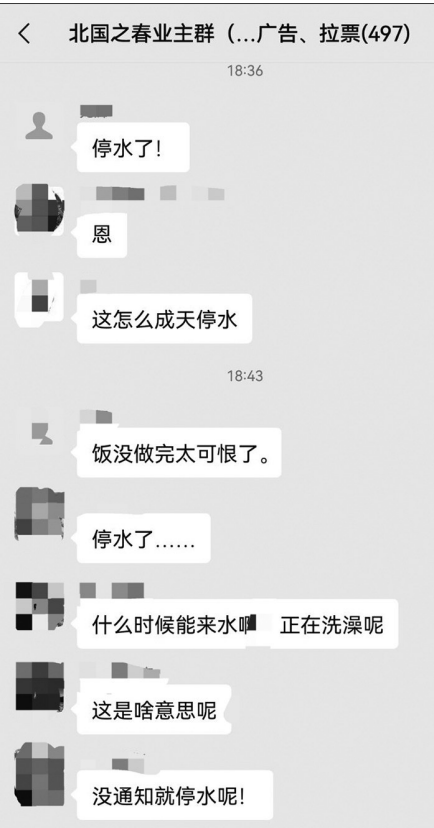 北国之春业主群（...广告、拉票(497)
18:36
停水了！
恩
这怎么成天停水
18:43
饭没做完太可恨了。
停水了……
什么时候能来水 正在洗澡呢
这是啥意思呢
没通知就停水呢！